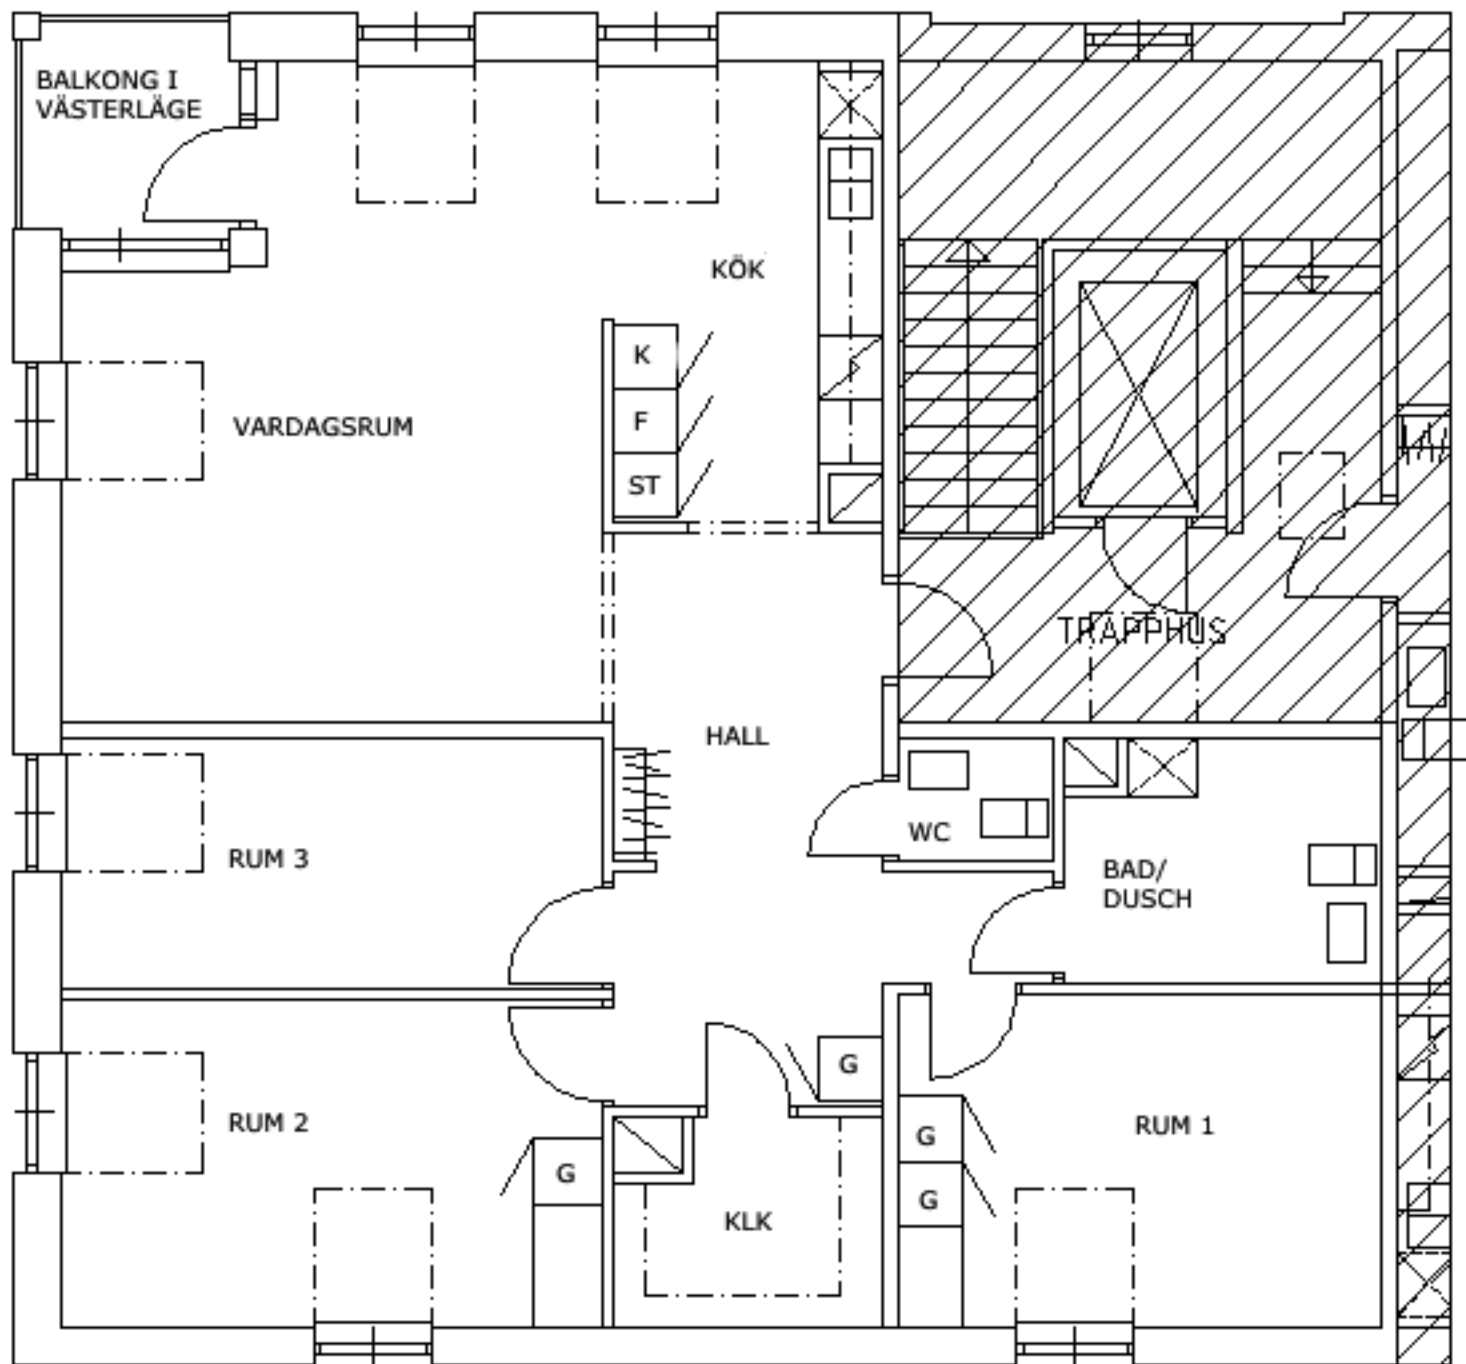 BALKONG I
VÄSTERLÄGE
KÖK
K
F
ST
VARDAGSRUM
TRAPPHUS
HALL
WC
RUM 3
BAD/
DUSCH
G
RUM 2
G
G
G
RUM 1
KLK